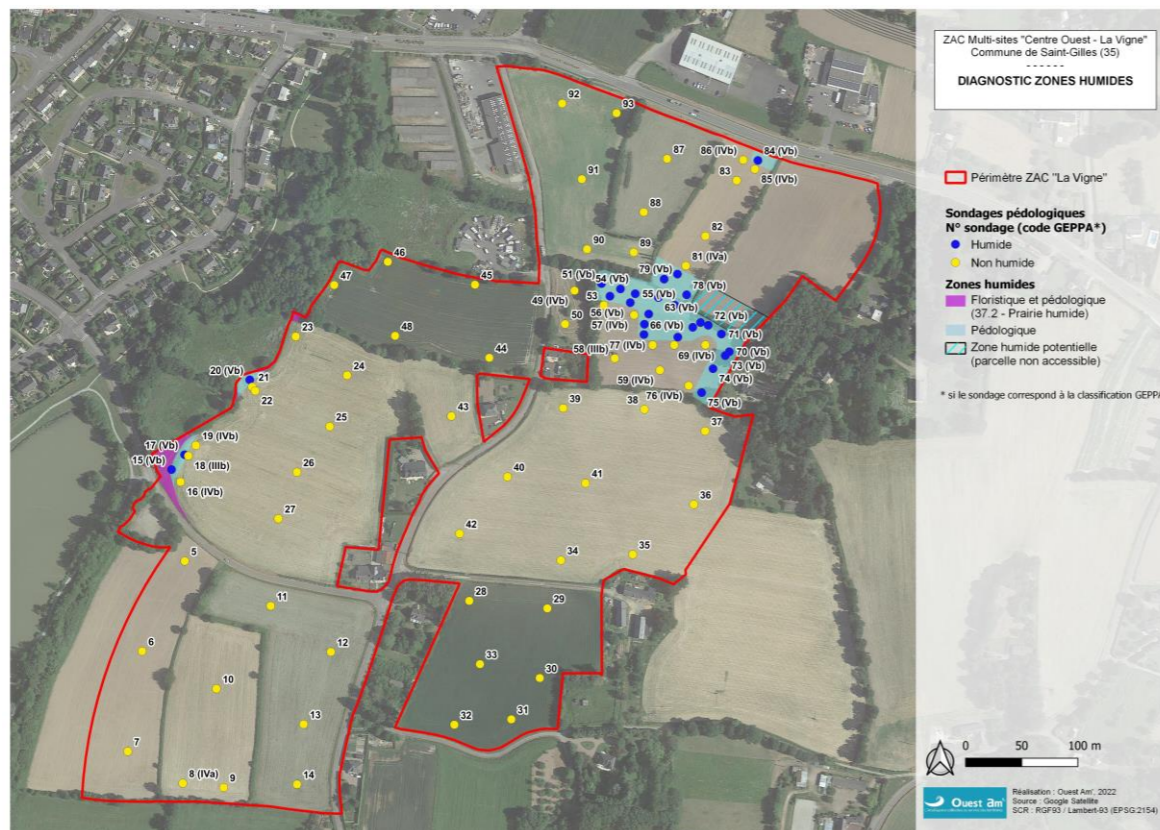 ZAC Multi-sites "Centre Ouest - La Vigne"
Commune de Saint-Gilles (35)
------
DIAGNOSTIC ZONES HUMIDES
Périmètre ZAC "La Vigne"
Sondages pédologiques
N° sondage (code GEPPA*)
Humide
Non humide
Zones humides
Floristique et pédologique
(37.2 - Prairie humide)
Pédologique
Zone humide potentielle
(parcelle non accessible)
* si le sondage correspond à la classification GEPPA
0 50 100 m
Ouest Am'
Réalisation : Ouest Am', 2022
Source : Google Satellite
SCR : RGF93 / Lambert-93 (EPSG:2154)
92
93
87
86 (IVb)
84 (Vb)
85 (IVb)
83
91
88
82
90
89
81 (IVa)
46
47
45
51 (Vb)
54 (Vb)
79 (Vb)
78 (Vb)
49 (IVb)
53
55 (Vb)
63 (Vb)
50
56 (Vb)
57 (IVb)
66 (Vb)
72 (Vb)
71 (Vb)
23
48
44
58 (IIIb)
77 (IVb)
69 (IVb)
70 (Vb)
73 (Vb)
20 (Vb)
21
22
24
59 (IVb)
74 (Vb)
76 (IVb)
75 (Vb)
43
39
38
37
25
17 (Vb)
19 (IVb)
15 (Vb)
18 (IIIb)
16 (IVb)
26
40
41
36
27
42
5
34
35
11
28
29
6
12
33
30
10
13
32
31
7
8 (IVa)
9
14